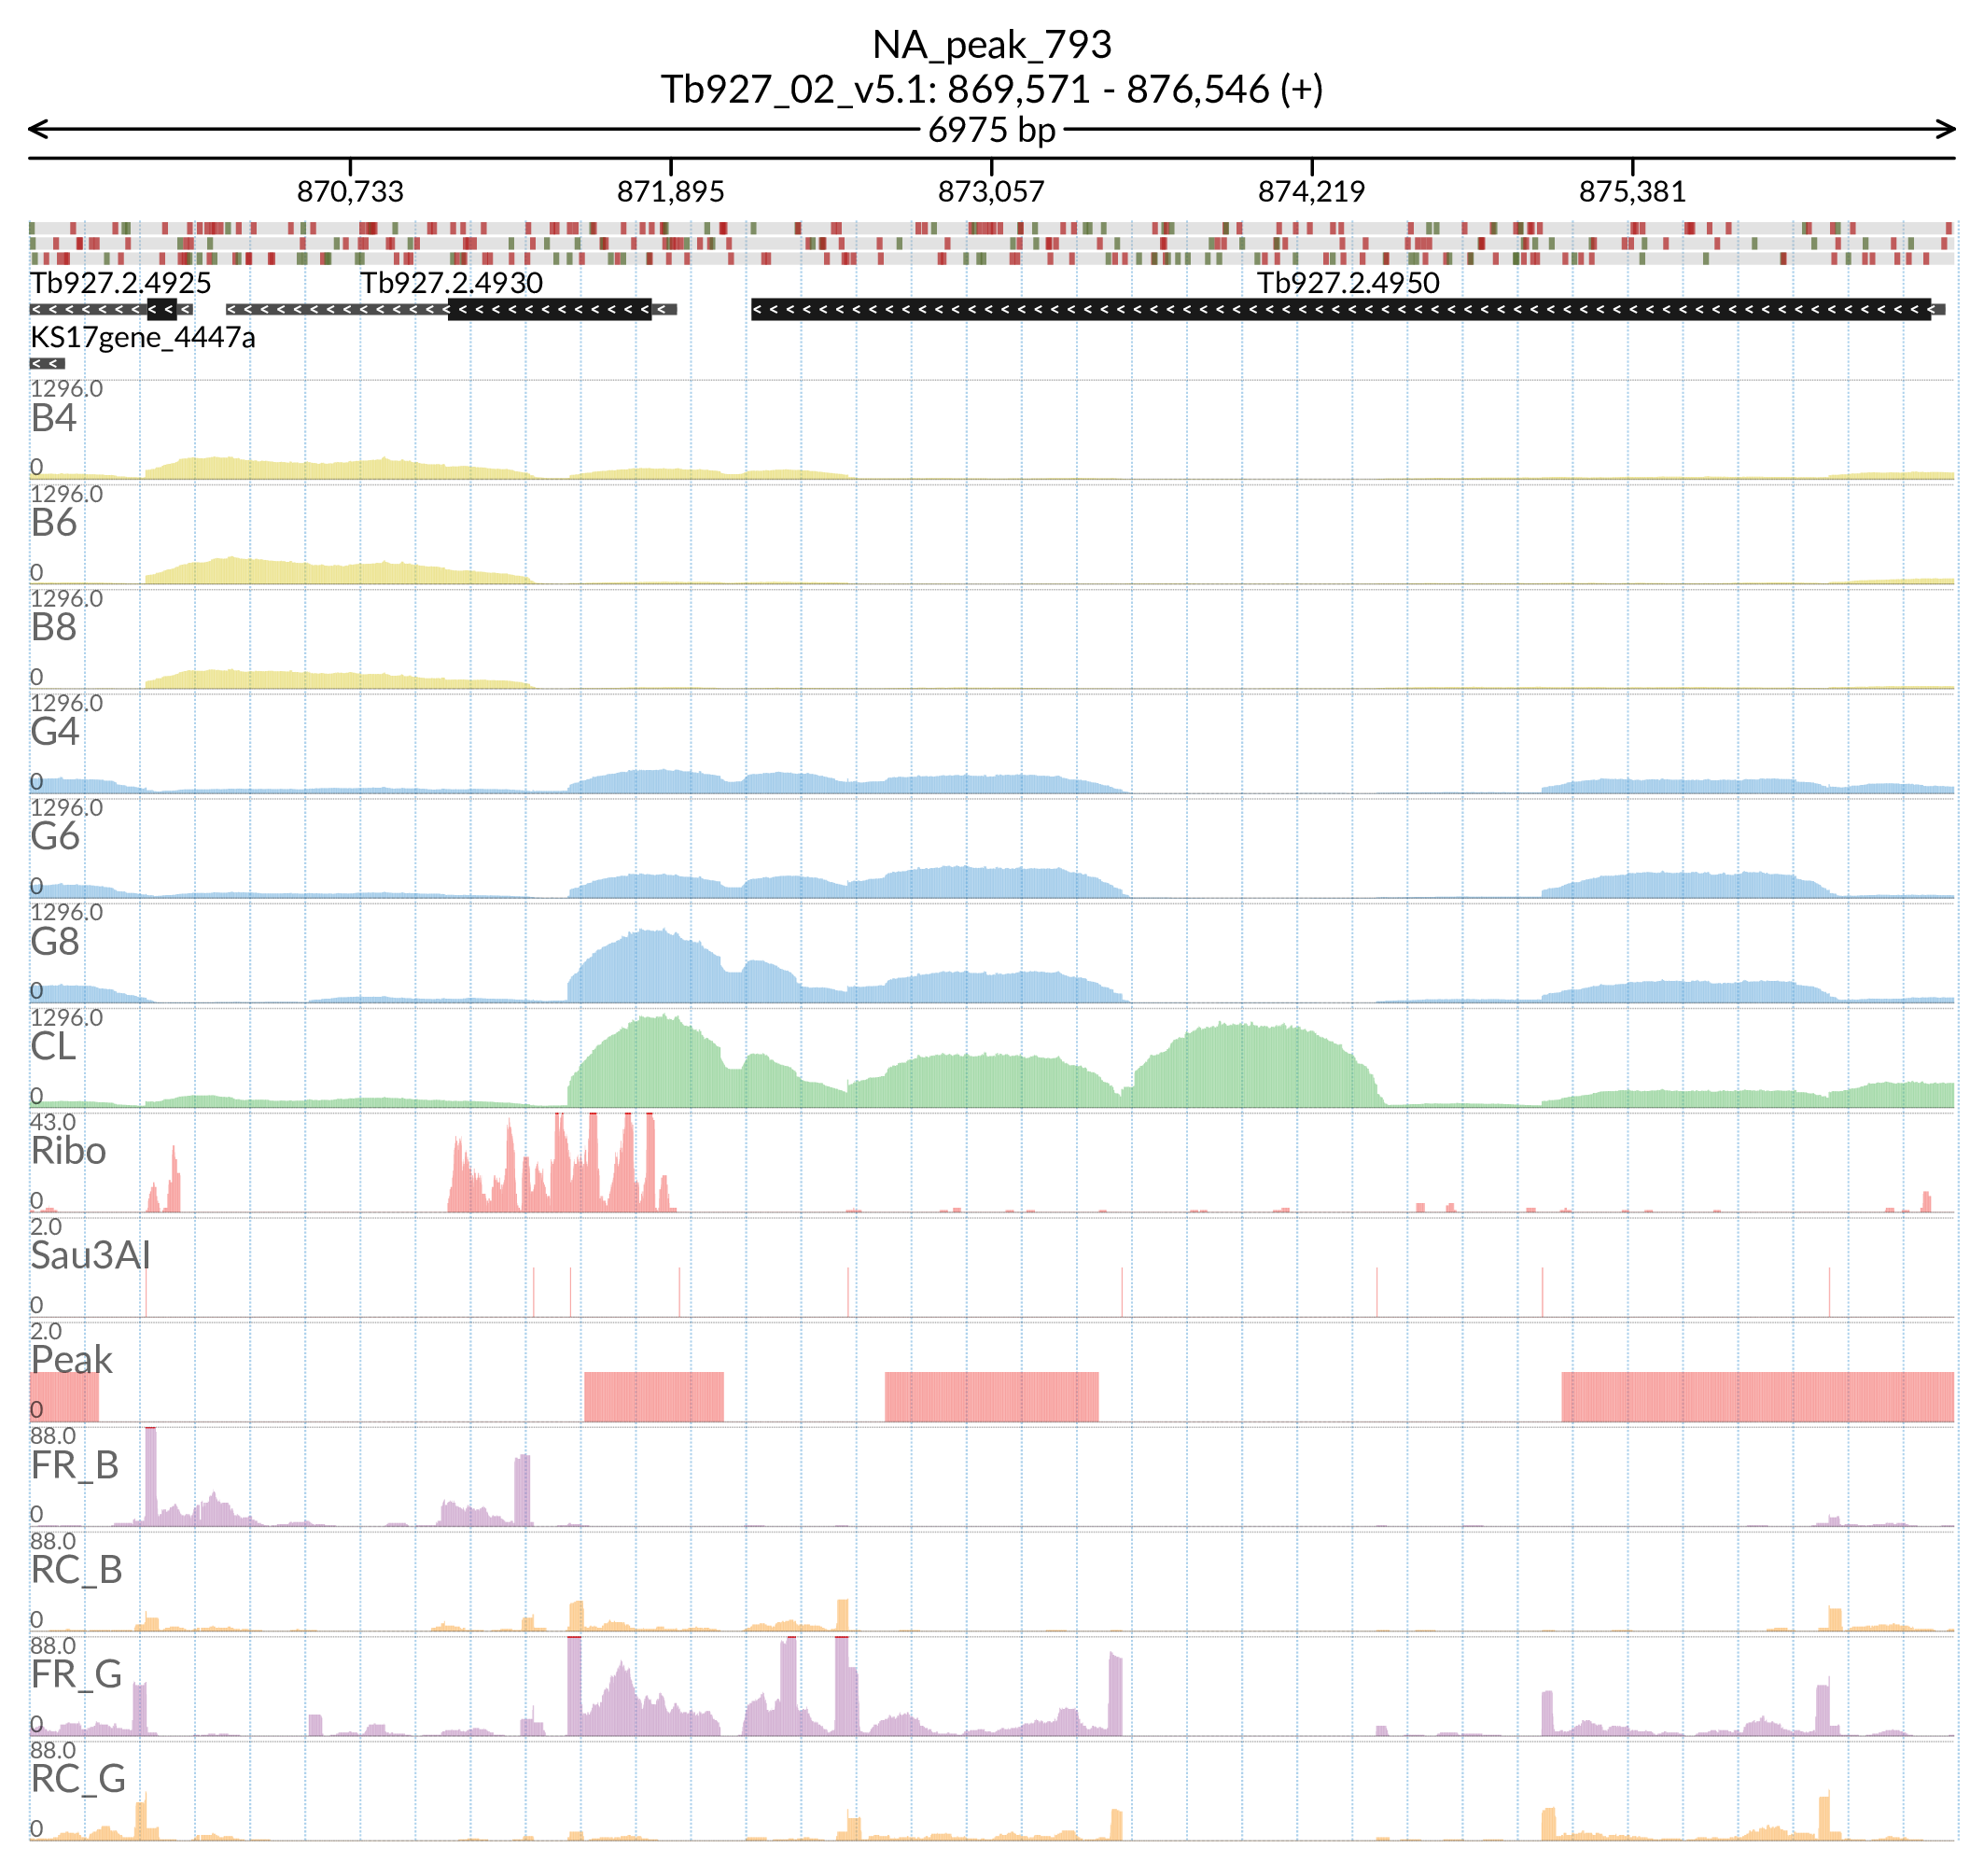 NA_peak_793
Tb927_02_v5.1: 869,571 - 876,546 (+)
6975 bp
870,733 871,895 873,057 874,219 875,381
Tb927.2.4925 Tb927.2.4930 Tb927.2.4950
KS17gene_4447a
1296.0
B4
0
1296.0
B6
0
1296.0
B8
0
1296.0
G4
0
1296.0
G6
0
1296.0
G8
0
1296.0
CL
0
43.0
Ribo
0
2.0
Sau3AI
0
2.0
Peak
0
88.0
FR_B
0
88.0
RC_B
0
88.0
FR_G
0
88.0
RC_G
0